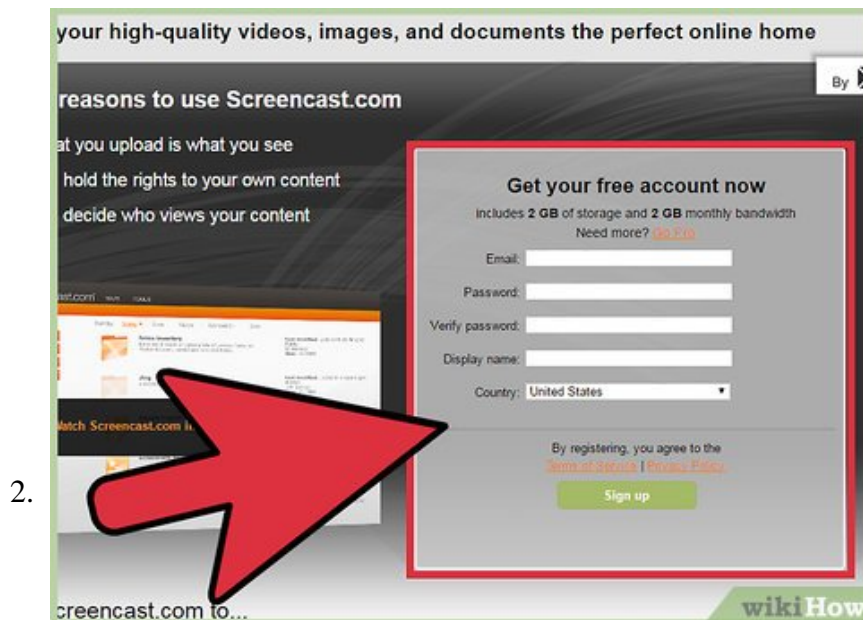 your high-quality videos, images, and documents the perfect online home
By
reasons to use Screencast.com
at you upload is what you see
hold the rights to your own content
decide who views your content
Get your free account now
includes 2 GB of storage and 2 GB monthly bandwidth
Need more? Go Pro
Email:
Password:
Verify password:
Display name:
Country: United States
By registering, you agree to the
Terms of Service | Privacy Policy
Sign up
Watch Screencast.com
2.
creencast.com to...
wikiHow